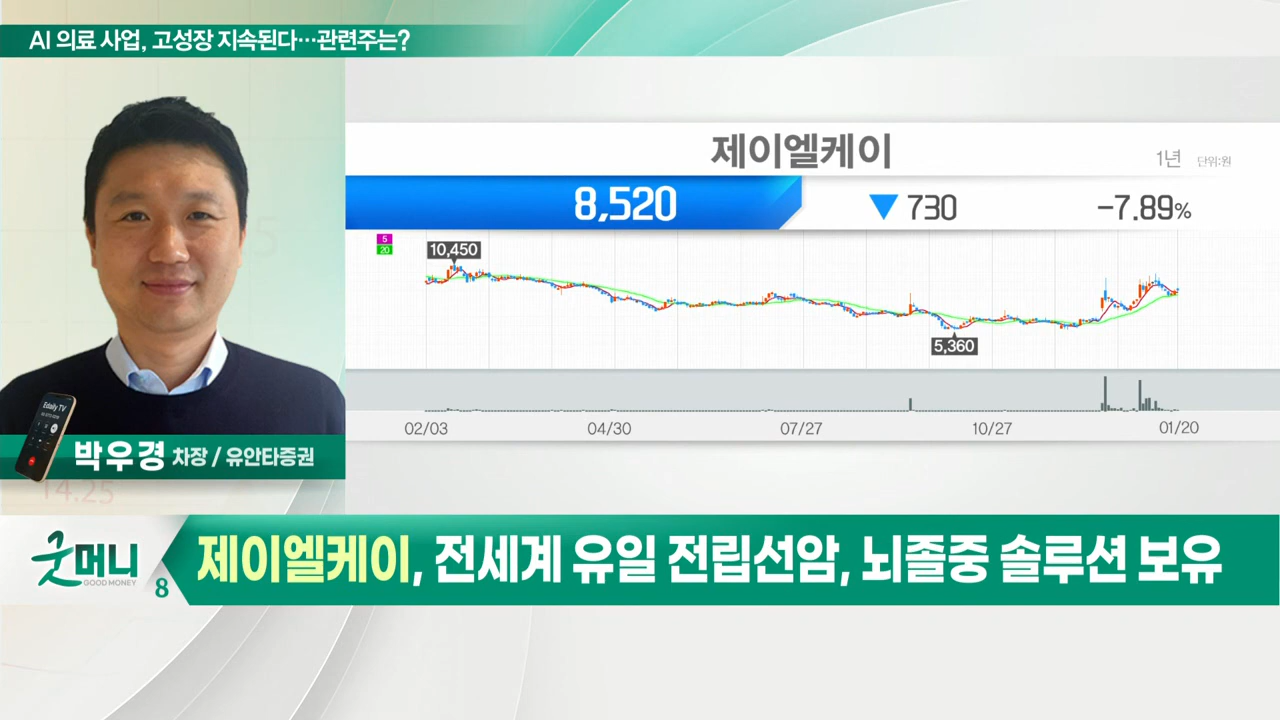 AI 의료 사업, 고성장 지속된다…관련주는?
제이엘케이
1년 단위:원
8,520 ▼ 730 -7.89%
5
20
10,450
5,360
02/03 04/30 07/27 10/27 01/20
Edaily TV
박우경 차장 / 유안타증권
14.25
굿머니
GOOD MONEY
8
제이엘케이, 전세계 유일 전립선암, 뇌졸중 솔루션 보유